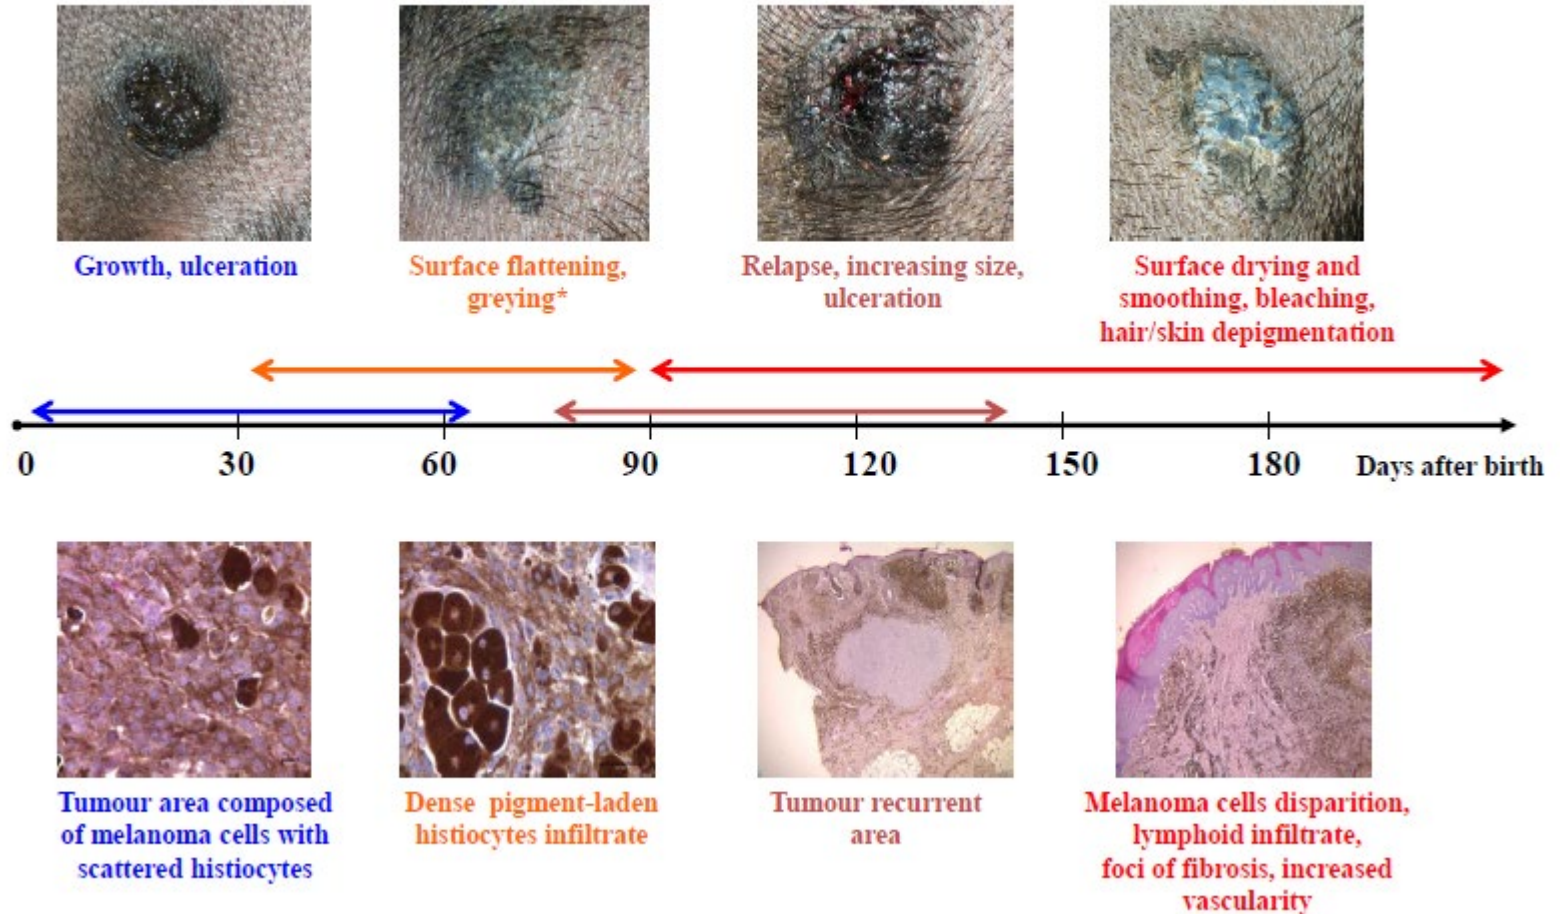 Growth, ulceration
Surface flattening,
greying*
Relapse, increasing size,
ulceration
Surface drying and
smoothing, bleaching,
hair/skin depigmentation
0
30
60
90
120
150
180
Days after birth
Tumour area composed
of melanoma cells with
scattered histiocytes
Dense pigment-laden
histiocytes infiltrate
Tumour recurrent
area
Melanoma cells disparition,
lymphoid infiltrate,
foci of fibrosis, increased
vascularity